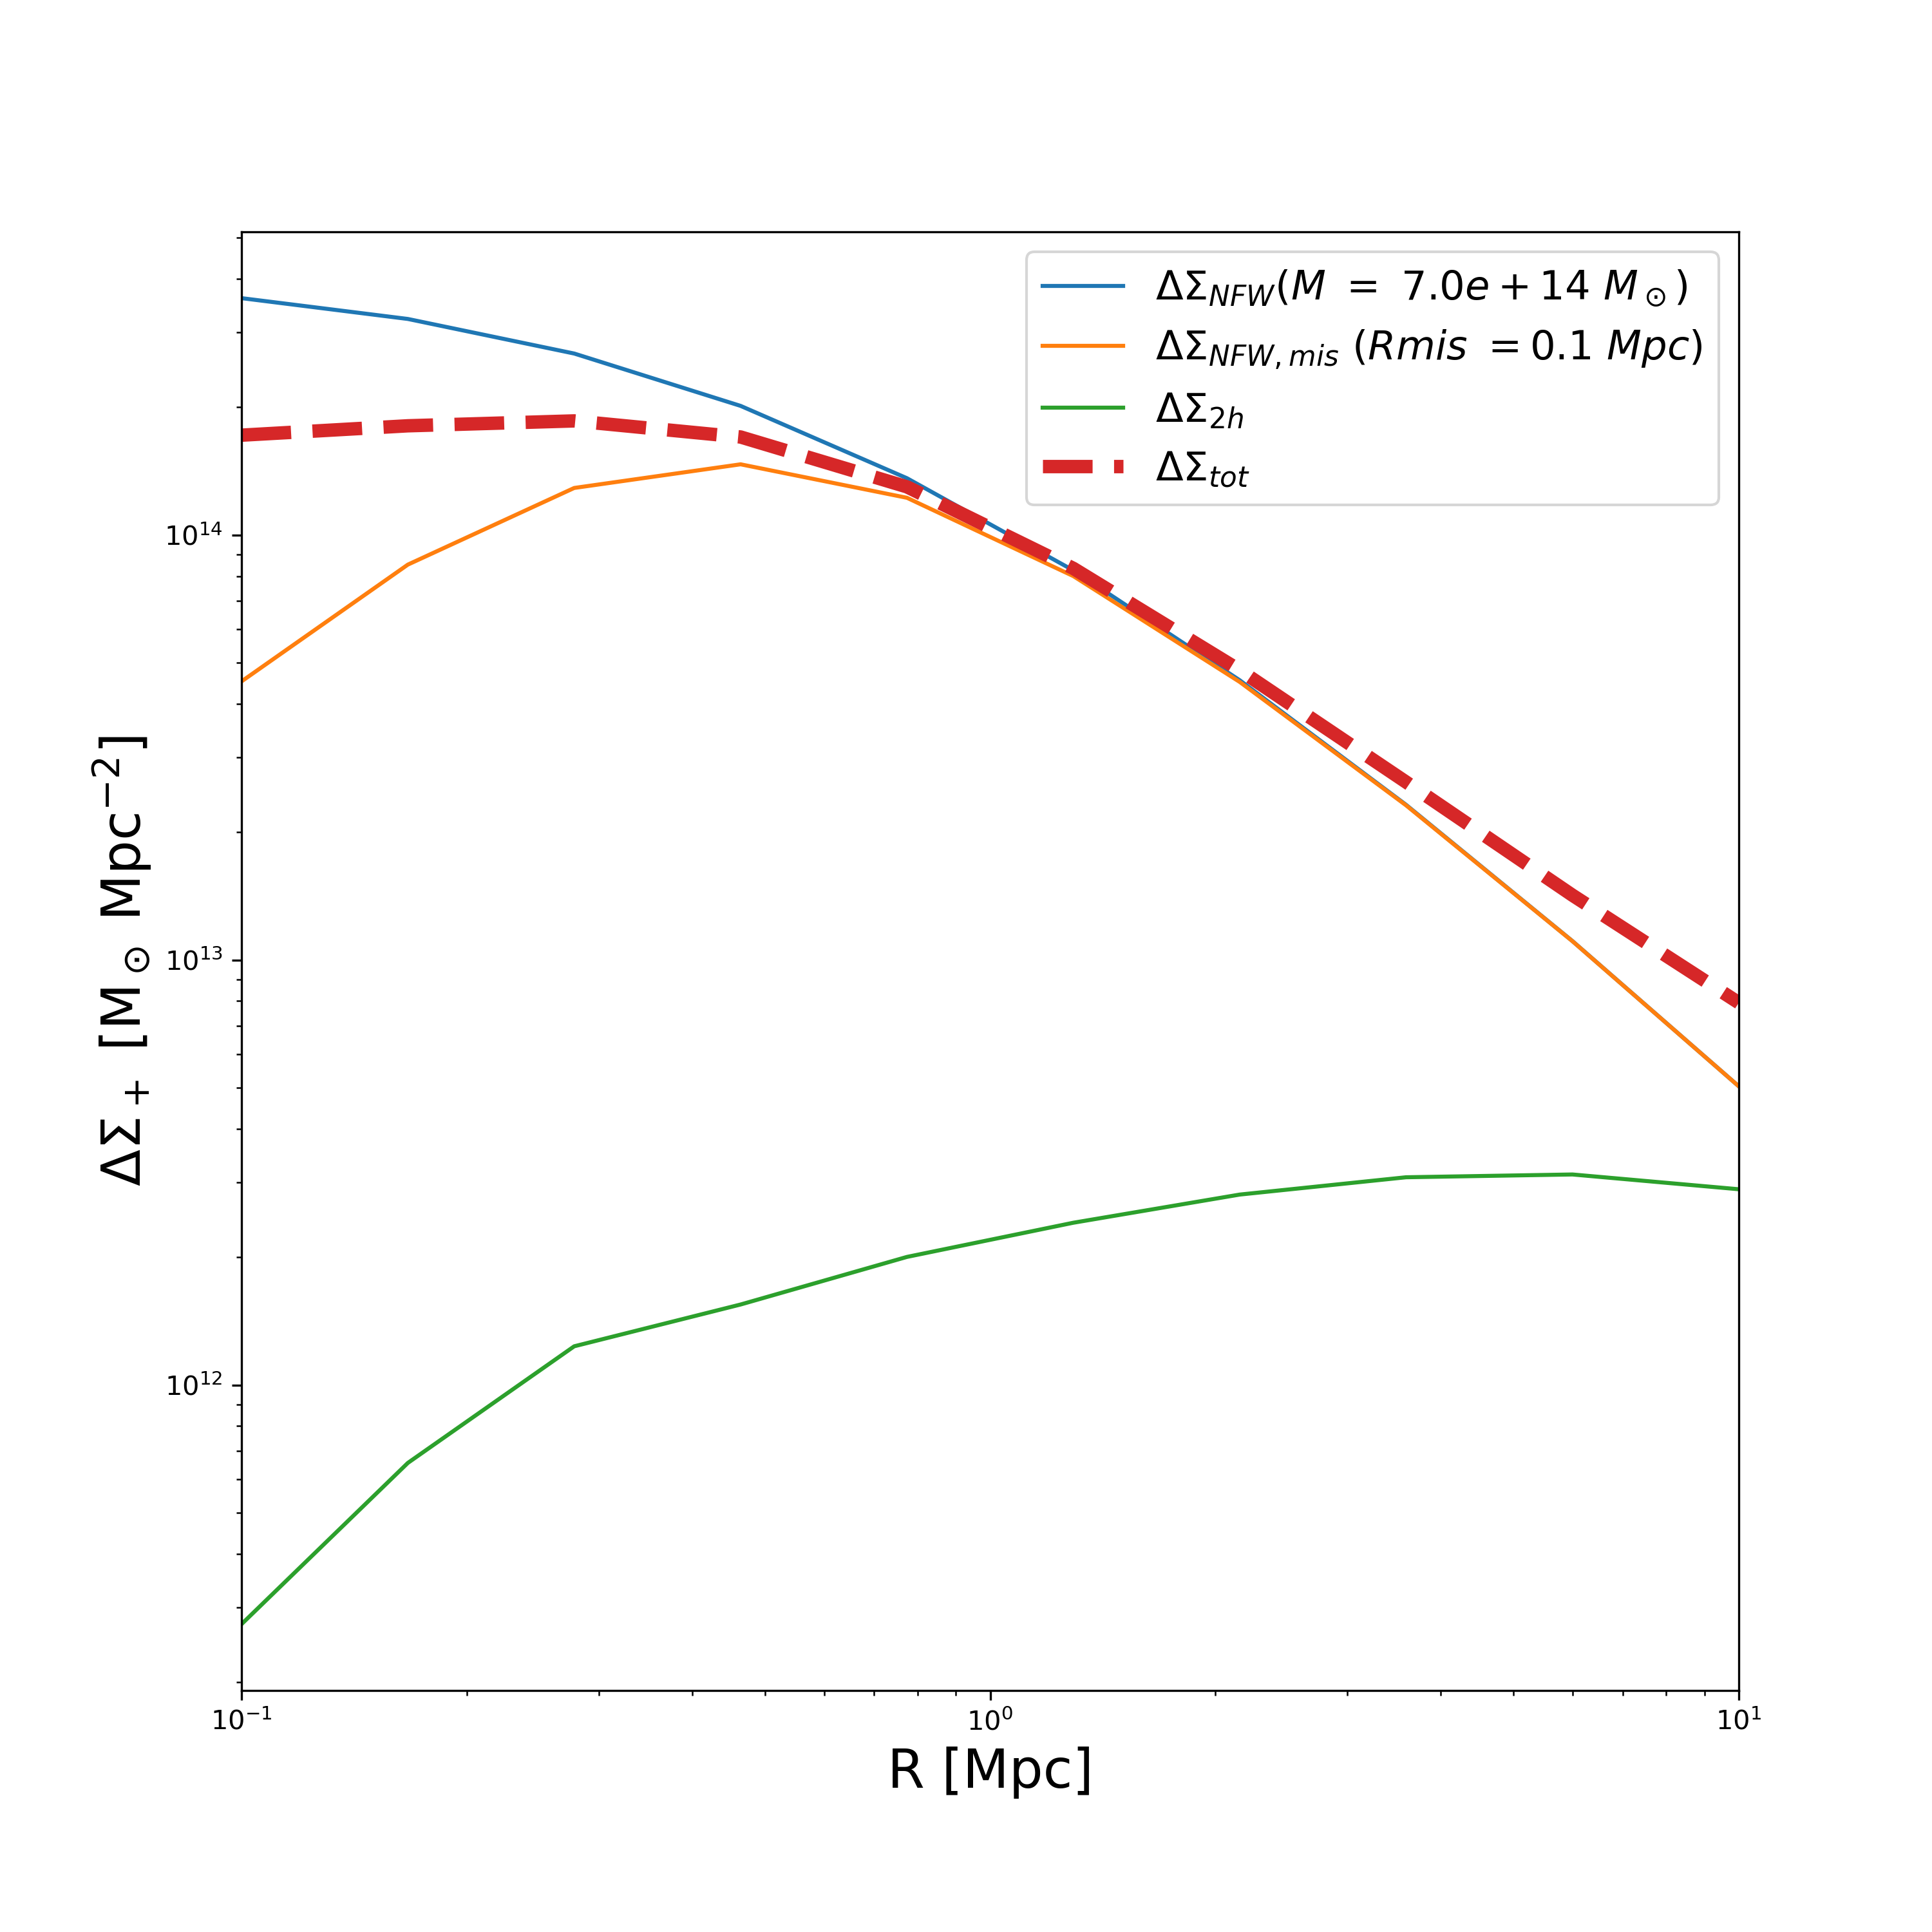 ΔΣ_NFW(M = 7.0e+14 M_⊙)
ΔΣ_NFW,mis (Rmis =0.1 Mpc)
ΔΣ_2h
ΔΣ_tot
10^14
10^13
10^12
ΔΣ_+ [M_⊙ Mpc^−2]
10^−1
10^0
10^1
R [Mpc]